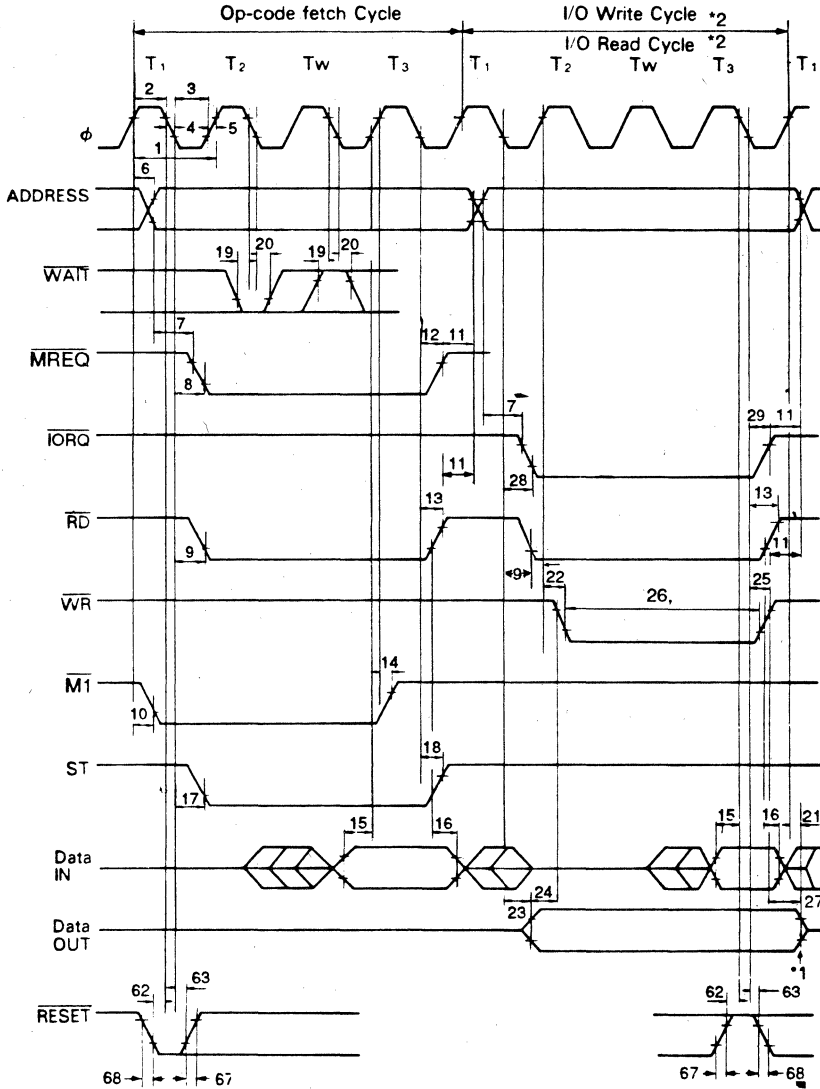 Op-code fetch Cycle I/O Write Cycle *2
I/O Read Cycle *2
T1 T2 TW T3 T1 T2 TW T3 T1
2 3
φ 4 5
1
6
ADDRESS
19 20 19 20
WAIT
7 12 11
MREQ
8
7 29 11
IORQ
11 28
13 13
RD
9 9 11
22 25
WR 26,
14
M1
10
18
ST
17
15 16 15 16 21
Data
IN
24 27
23
Data
OUT
*1
63 63
62 62
RESET
68 67 67 68